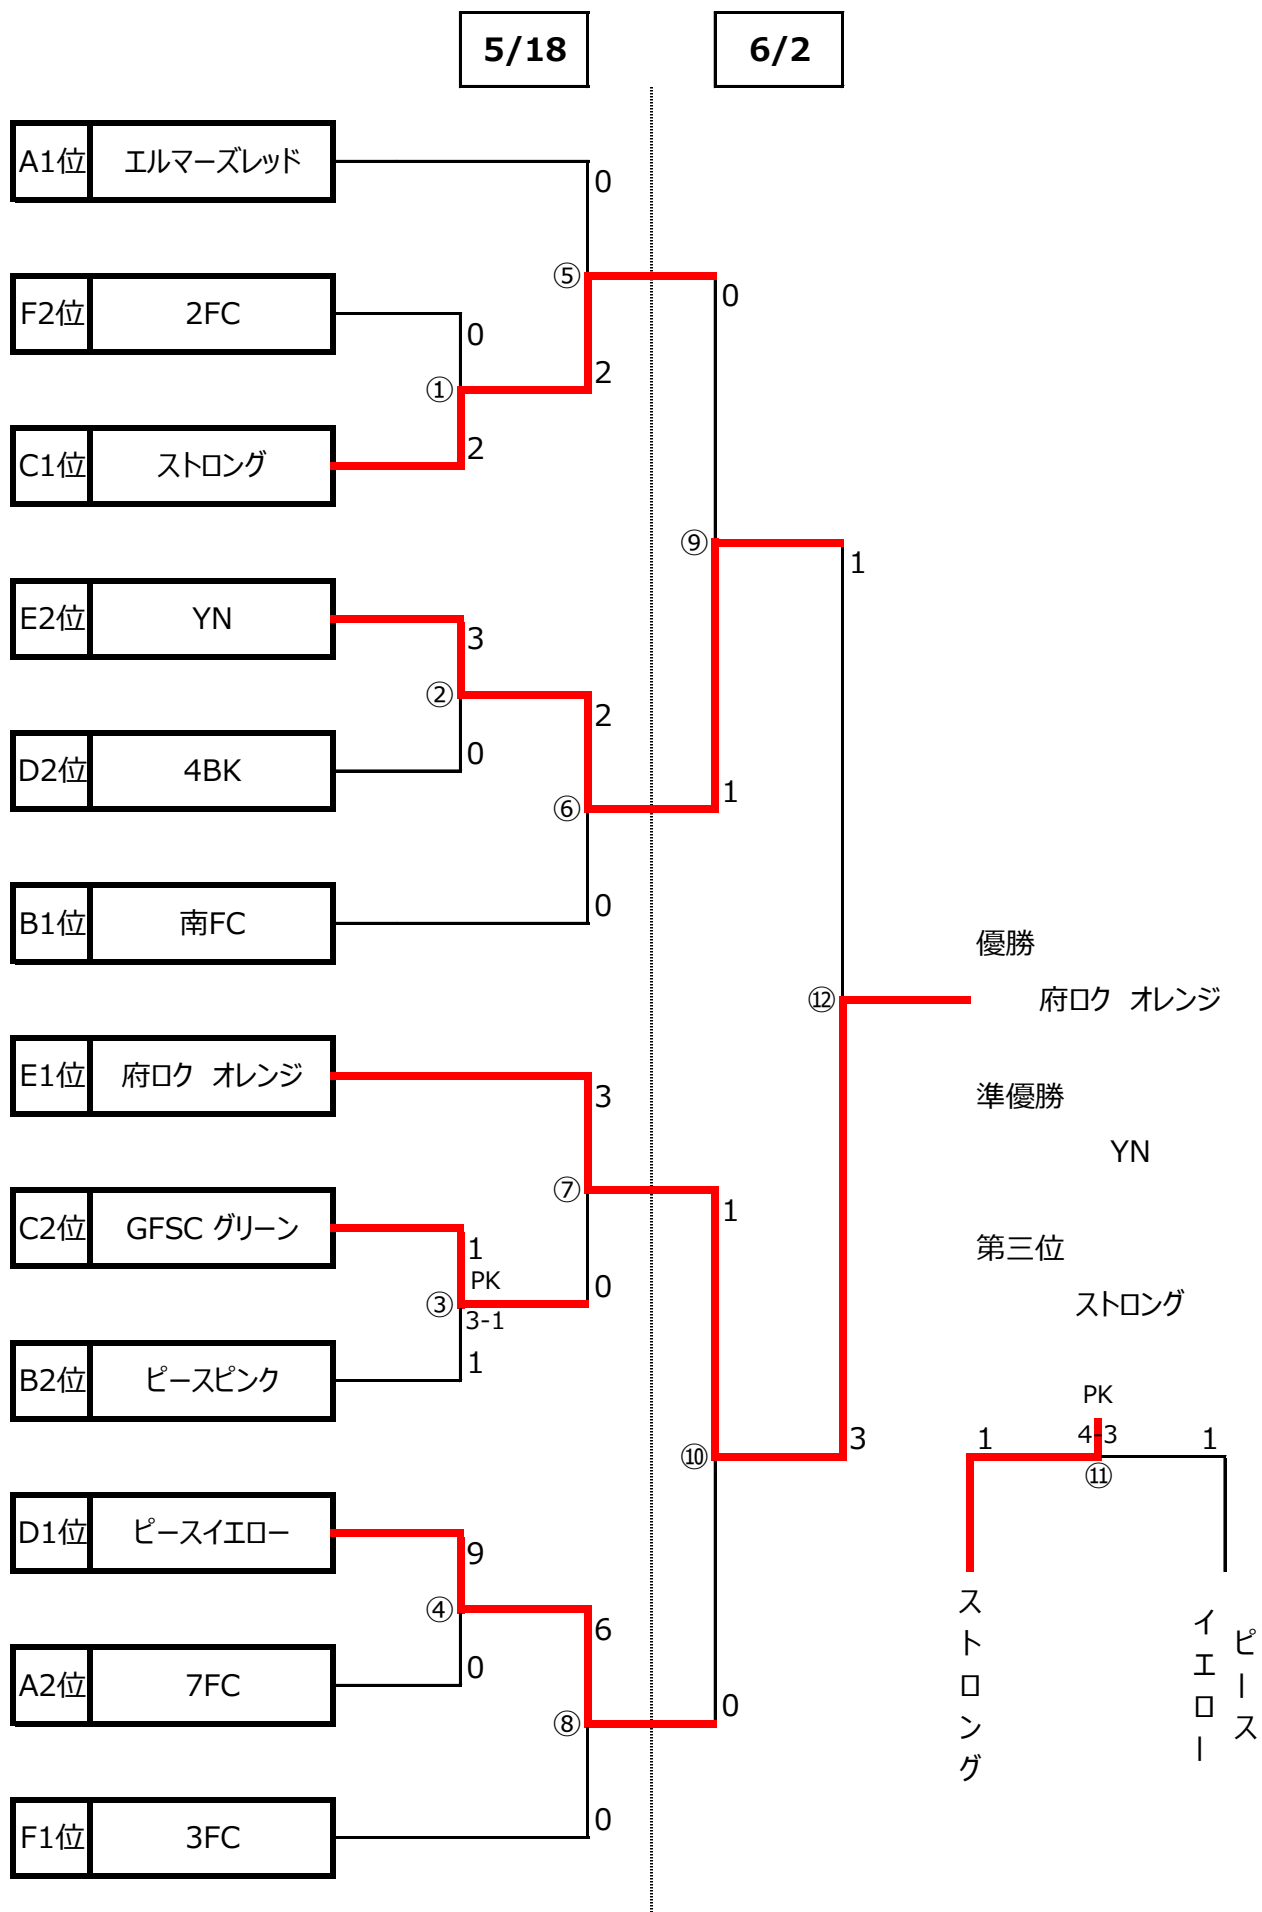 5/18
6/2
A1位 エルマーズレッド
0
⑤
0
F2位 2FC
0
①
2
C1位 ストロング
2
⑨
1
E2位 YN
3
②
2
D2位 4BK
0
⑥
1
B1位 南FC
0
優勝
⑫
府ロク オレンジ
E1位 府ロク オレンジ
3
準優勝
YN
⑦
1
C2位 GFSC グリーン
1
第三位
PK
0
③
3-1
ストロング
B2位 ピースピンク
1
PK
1
4-3
1
3
⑩
⑪
D1位 ピースイエロー
9
④
6
A2位 7FC
0
⑧
0
ストロング
ピース
イエロー
F1位 3FC
0